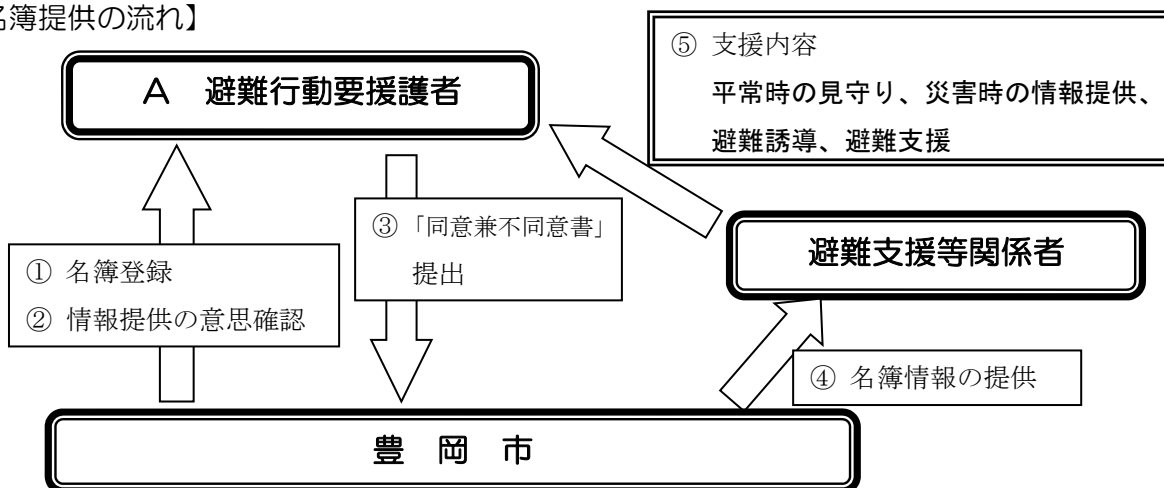 名簿提供の流れ】
A 避難行動要援護者
⑤ 支援内容
平常時の見守り、災害時の情報提供、
避難誘導、避難支援
③「同意兼不同意書」
提出
避難支援等関係者
① 名簿登録
② 情報提供の意思確認
④ 名簿情報の提供
豊岡市